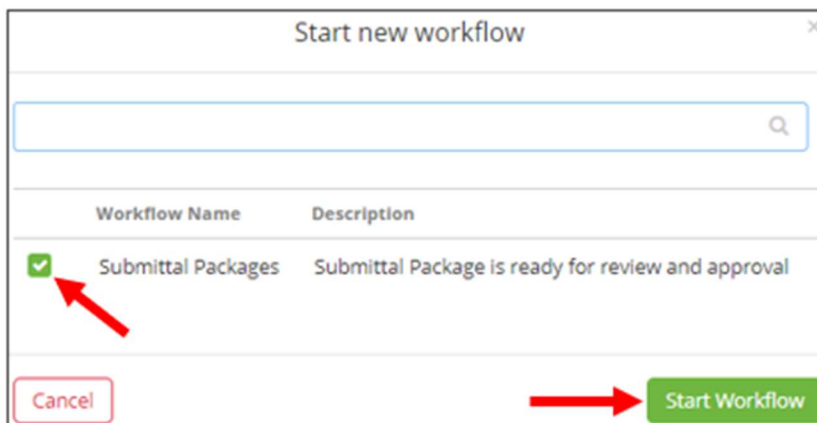 Start new workflow
Workflow Name Description
Submittal Packages Submittal Package is ready for review and approval
Cancel Start Workflow